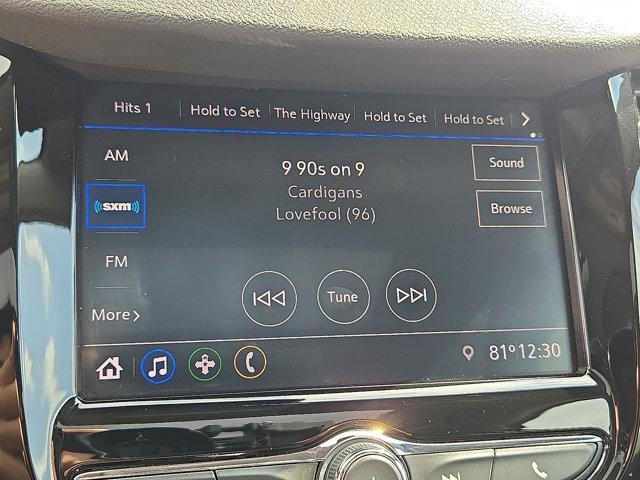 Hits 1 Hold to Set The Highway Hold to Set Hold to Set
AM
9 90s on 9
Sound
Cardigans
sxm
Lovefool (96)
Browse
FM
Tune
More
81° 12:30